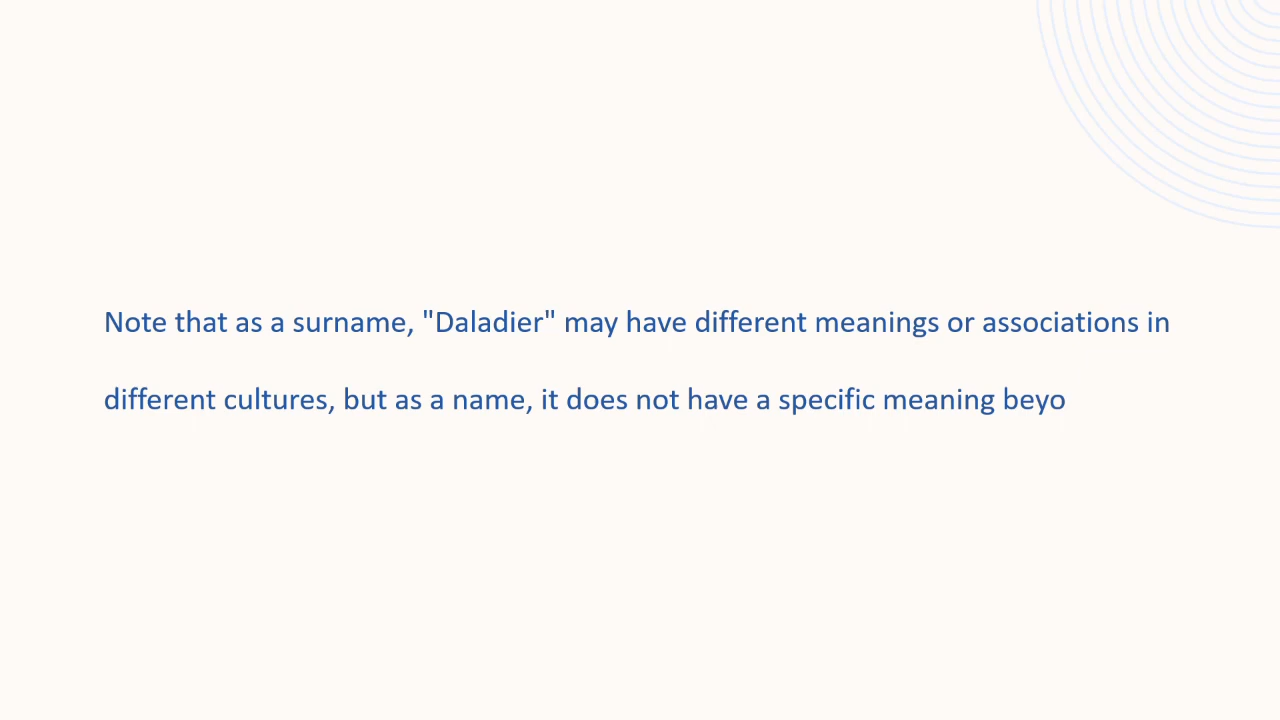 Note that as a surname, "Daladier" may have different meanings or associations in
different cultures, but as a name, it does not have a specific meaning beyo